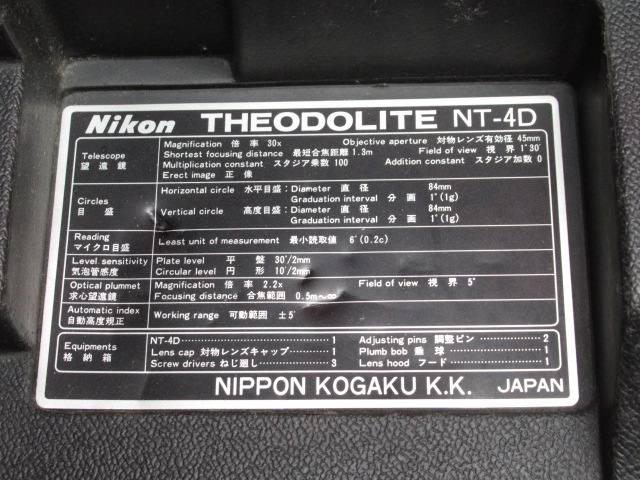 Nikon THEODOLITE NT-4D
Telescope 望遠鏡
Magnification 倍率 30x Objective aperture 対物レンズ有効径 45mm
Shortest focusing distance 最短合焦距離 1.3m Field of view 視界 1°30′
Multiplication constant スタジア乗数 100 Addition constant スタジア加数 0
Erect image 正像
Circles 目盛
Horizontal circle 水平目盛: Diameter 直径 84mm
Graduation interval 分画 1°(1g)
Vertical circle 高度目盛: Diameter 直径 84mm
Graduation interval 分画 1°(1g)
Reading マイクロ目盛
Least unit of measurement 最小読取値 6″(0.2c)
Level sensitivity 気泡管感度
Plate level 平盤 30″/2mm
Circular level 円形 10′/2mm
Optical plummet 求心望遠鏡
Magnification 倍率 2.2x Field of view 視界 5°
Focusing distance 合焦範囲 0.5m~∞
Automatic index 自動高度規正
Working range 可動範囲 ±5′
Equipments 格納箱
NT-4D 1 Adjusting pins 調整ピン 2
Lens cap 対物レンズキャップ 1 Plumb bob 垂球 1
Screw drivers ねじ廻し 3 Lens hood フード 1
NIPPON KOGAKU K.K. JAPAN